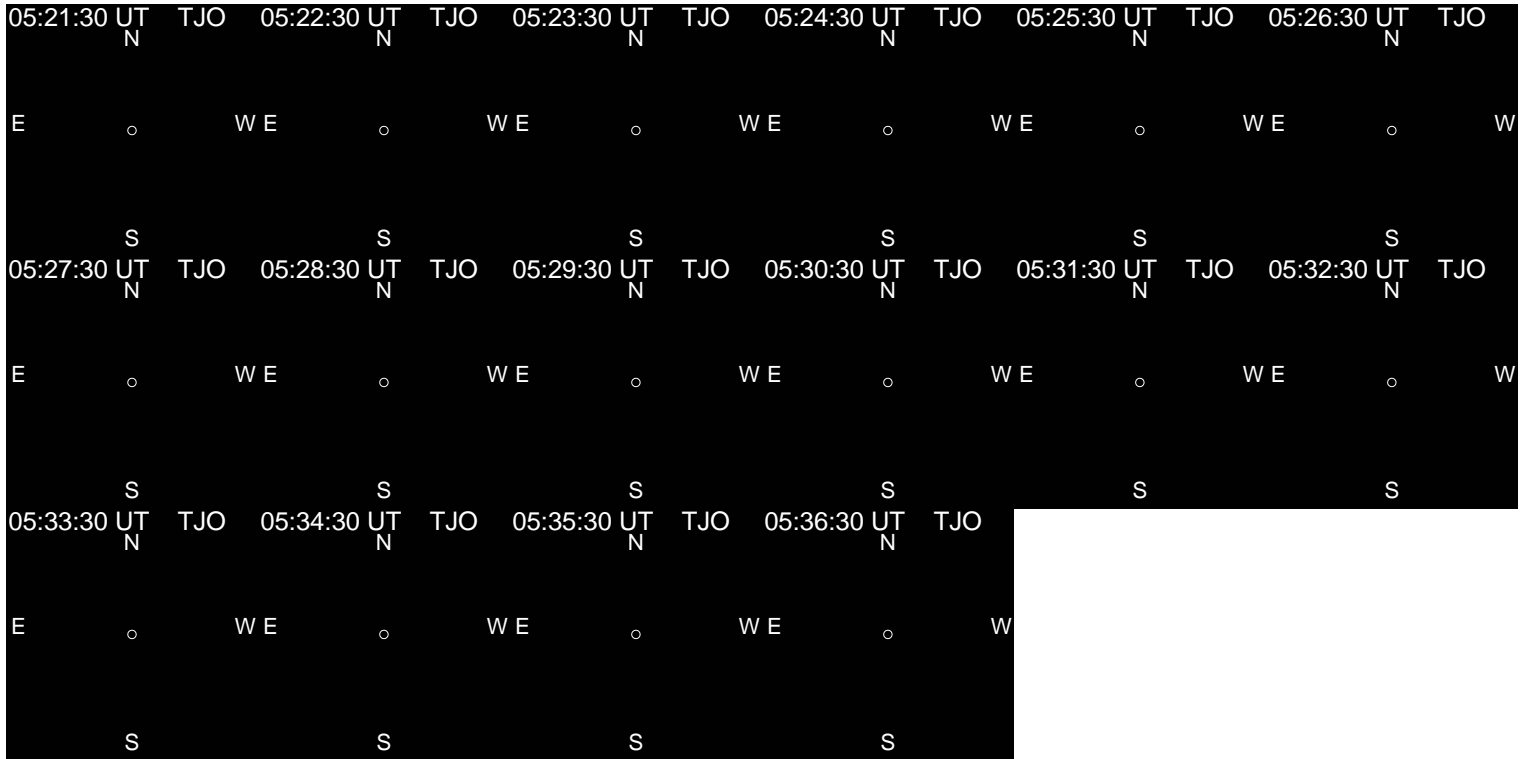 05:21:30 UT TJO 05:22:30 UT TJO 05:23:30 UT TJO 05:24:30 UT TJO 05:25:30 UT TJO 05:26:30 UT TJO
N N N N N N
E W E W E W E W E W E W
S S S S S S
05:27:30 UT TJO 05:28:30 UT TJO 05:29:30 UT TJO 05:30:30 UT TJO 05:31:30 UT TJO 05:32:30 UT TJO
N N N N N N
E W E W E W E W E W E W
S S S S S S
05:33:30 UT TJO 05:34:30 UT TJO 05:35:30 UT TJO 05:36:30 UT TJO
N N N N
E W E W E W E W
S S S S